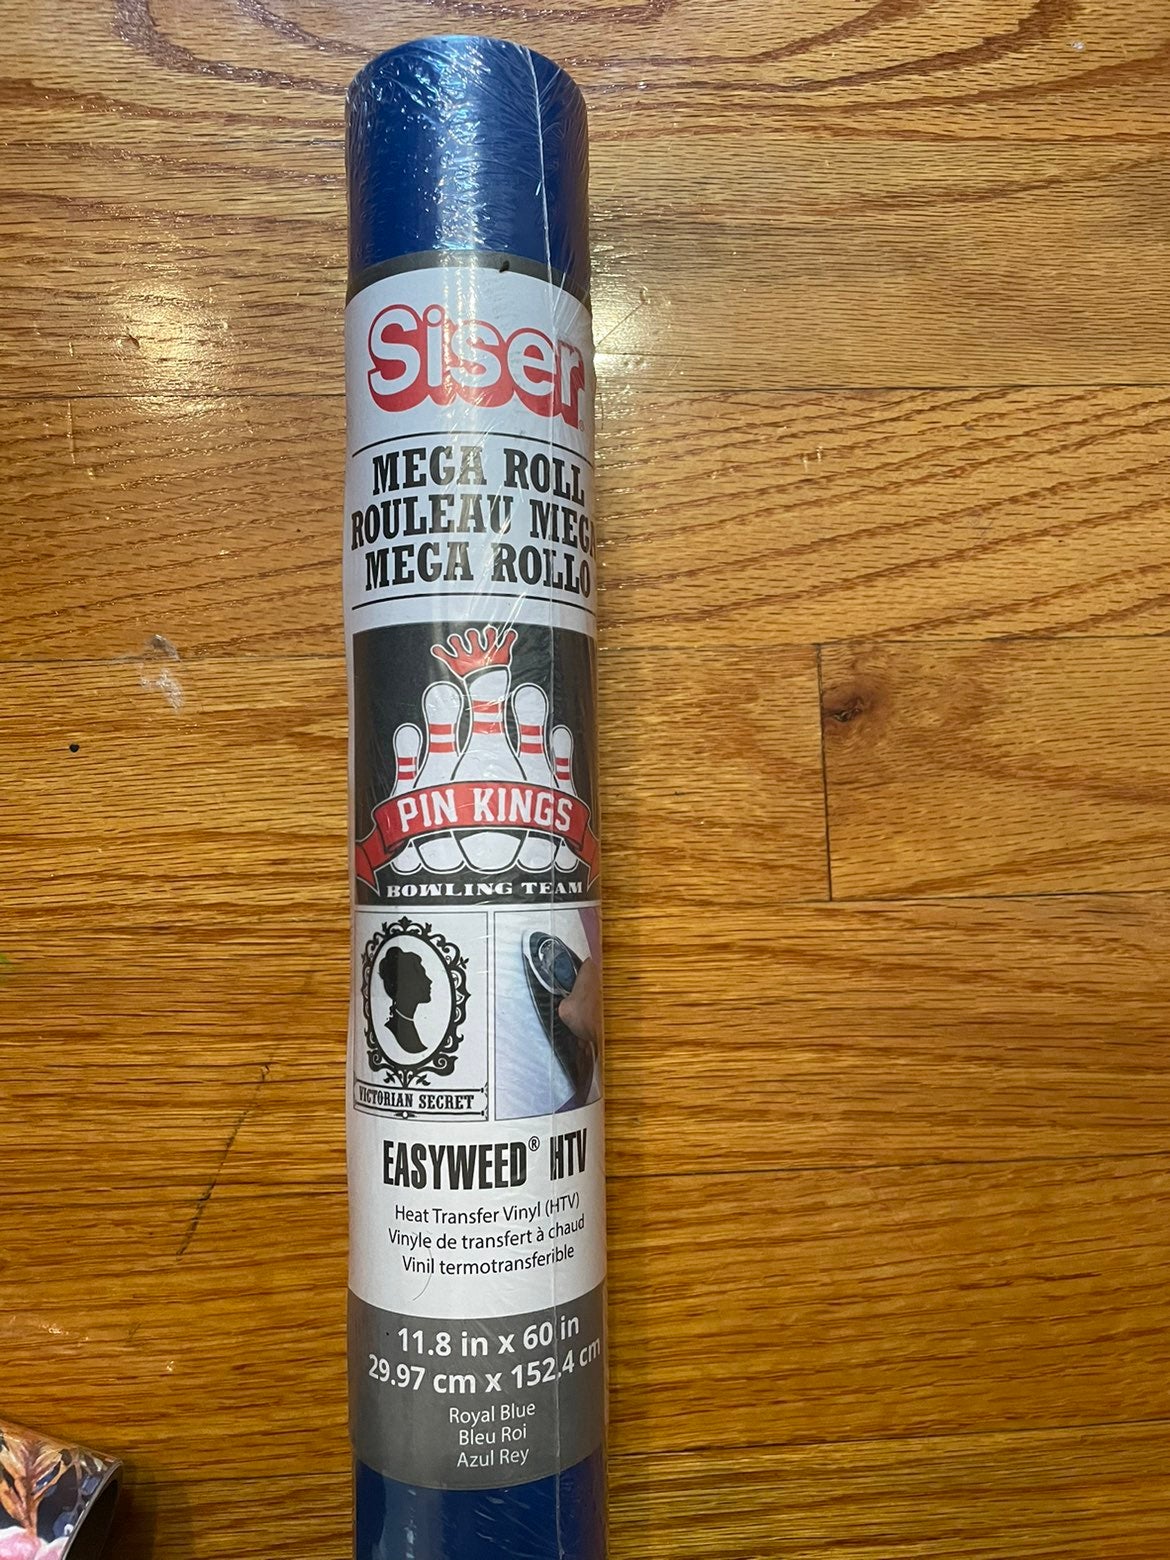 Siser
MEGA ROLL
ROULEAU MEGA
MEGA ROLLO
PIN KINGS
BOWLING TEAM
VICTORIAN SECRET
EASYWEED® HTV
Heat Transfer Vinyl (HTV)
Vinyle de transfert à chaud
Vinil termotransferible
11.8 in x 60 in
29.97 cm x 152.4 cm
Royal Blue
Bleu Roi
Azul Rey